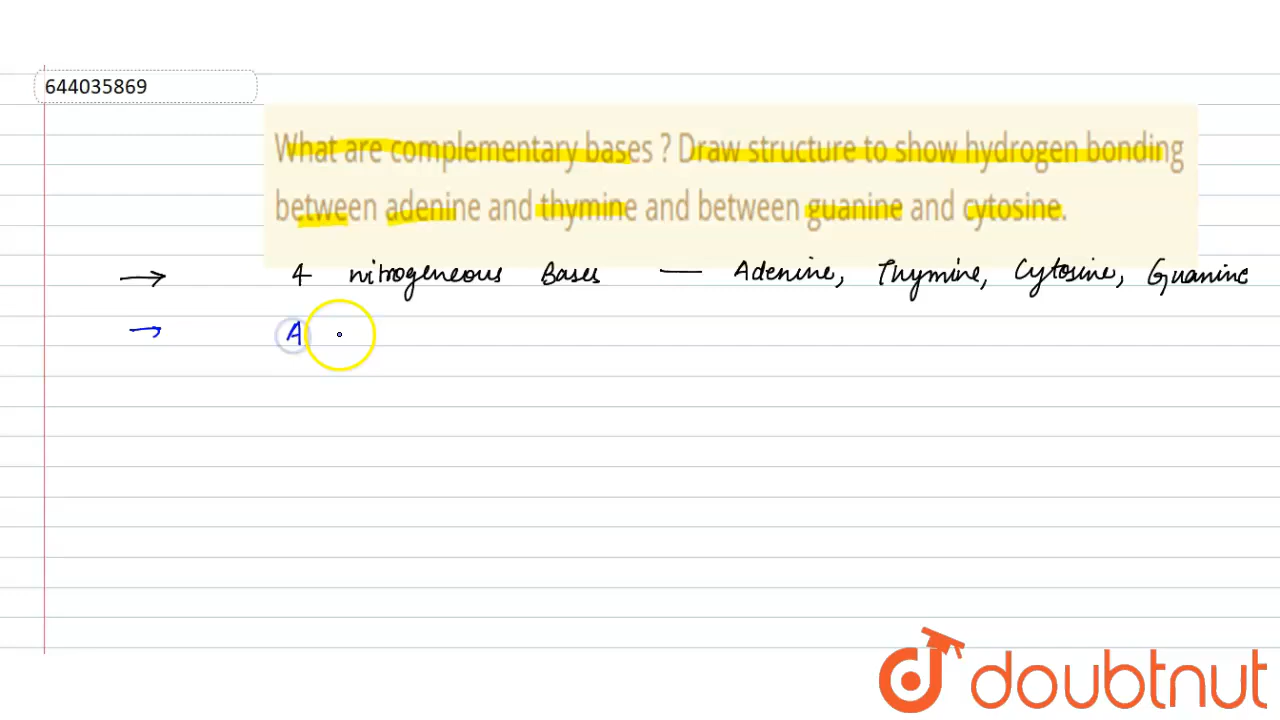 644035869
What are complementary bases ? Draw structure to show hydrogen bonding
between adenine and thymine and between guanine and cytosine.
→ 4 nitrogeneous Bases — Adenine, Thymine, Cytosine, Guanine
→ A
doubtnut